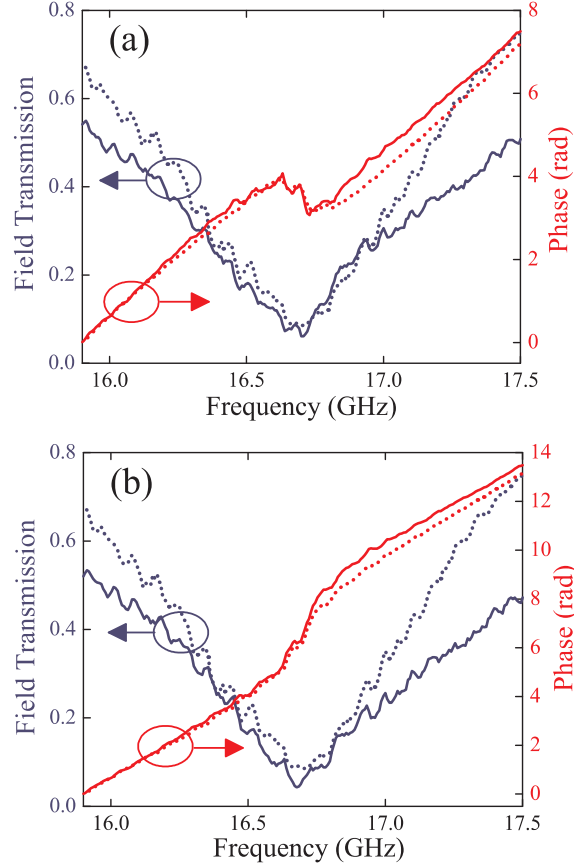 (a)
0.8
0.6
0.4
0.2
0.0
Field Transmission
8
6
4
2
0
Phase (rad)
16.0 16.5 17.0 17.5
Frequency (GHz)
(b)
0.8
0.6
0.4
0.2
0.0
Field Transmission
14
12
10
8
6
4
2
0
Phase (rad)
16.0 16.5 17.0 17.5
Frequency (GHz)